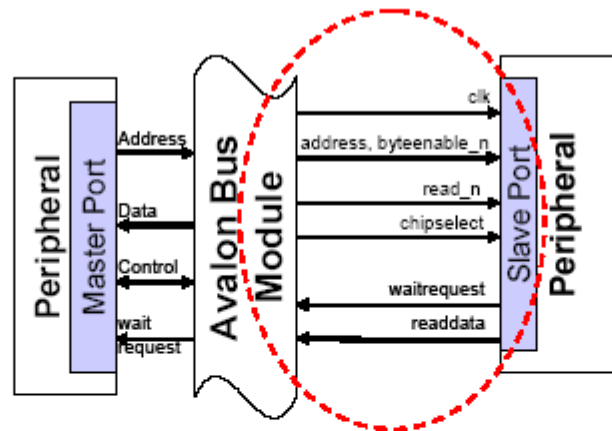 Peripheral
Master Port
Address
Data
Control
wait
request
Avalon Bus
Module
clk
address, byteenable_n
read_n
chipselect
waitrequest
readdata
Slave Port
Peripheral